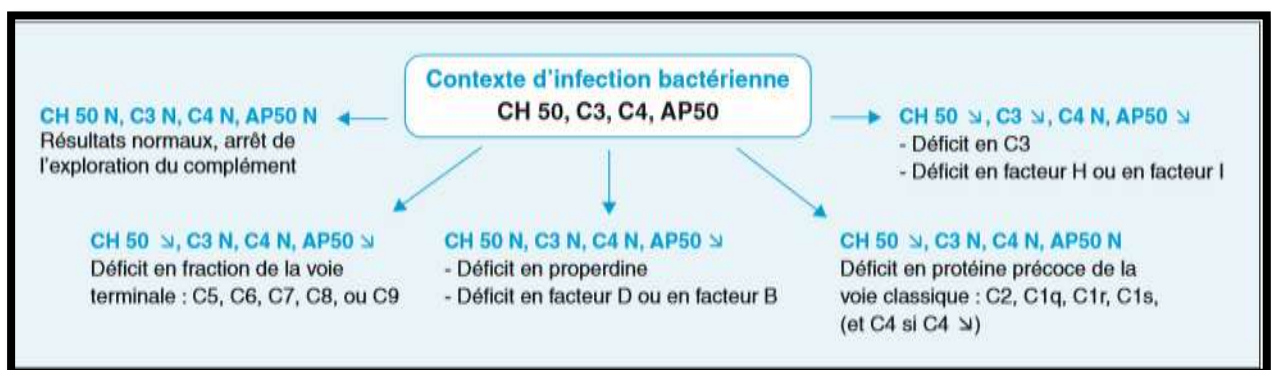 Contexte d'infection bactérienne
CH 50, C3, C4, AP50
CH 50 N, C3 N, C4 N, AP50 N
Résultats normaux, arrêt de
l'exploration du complément
CH 50 ↘, C3 ↘, C4 N, AP50 ↘
- Déficit en C3
- Déficit en facteur H ou en facteur I
CH 50 ↘, C3 N, C4 N, AP50 ↘
Déficit en fraction de la voie
terminale : C5, C6, C7, C8, ou C9
CH 50 N, C3 N, C4 N, AP50 ↘
- Déficit en properdine
- Déficit en facteur D ou en facteur B
CH 50 ↘, C3 N, C4 N, AP50 N
Déficit en protéine précoce de la
voie classique : C2, C1q, C1r, C1s,
(et C4 si C4 ↘)